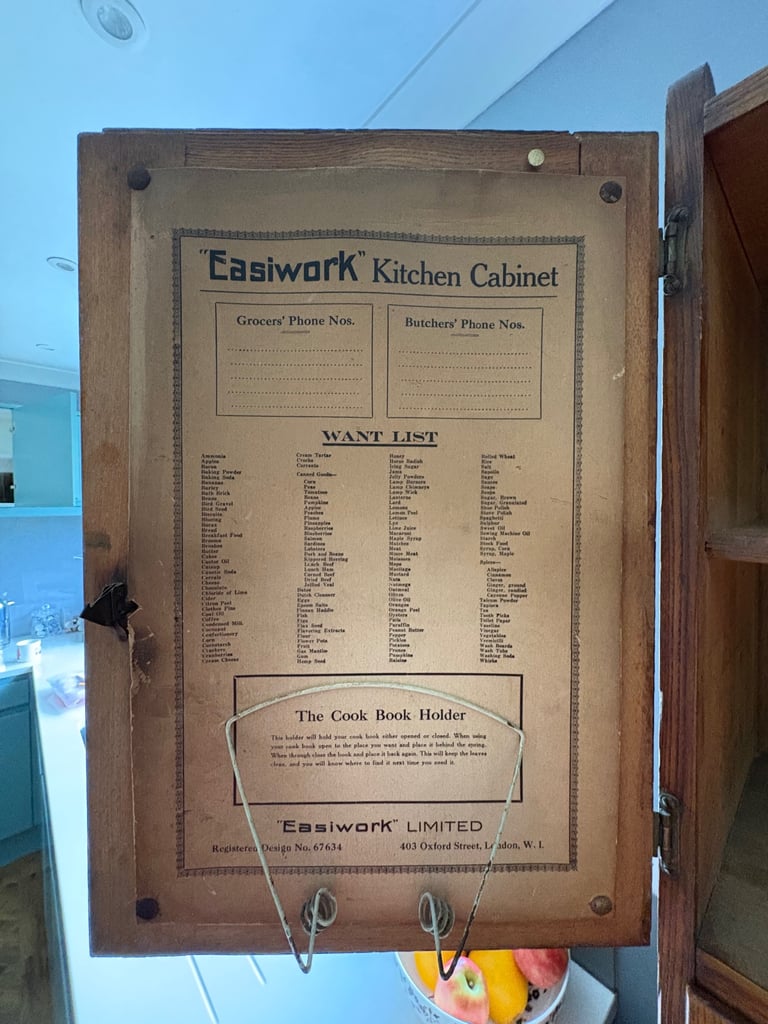 "Easiwork" Kitchen Cabinet
Grocers' Phone Nos.
Butchers' Phone Nos.
WANT LIST
Ammonia
Apples
Bacon
Baking Powder
Baking Soda
Bananas
Barley
Bath Brick
Beans
Bird Gravel
Bird Seed
Biscuits
Bluing
Borax
Bread
Breakfast Food
Brooms
Brushes
Butter
Cakes
Castor Oil
Catsup
Caustic Soda
Cereals
Cheese
Chocolate
Chloride of Lime
Cider
Citron Peel
Clothes Pins
Coal Oil
Coffee
Condensed Milk
Cocoanut
Confectionery
Corn
Cornstarch
Crackers
Cranberries
Cream Cheese
Cream Tartar
Currants
Canned Goods—
Corn
Peas
Tomatoes
Beans
Pumpkins
Apples
Peaches
Plums
Pineapples
Raspberries
Blueberries
Salmon
Sardines
Lobsters
Pork and Beans
Kippered Herring
Lunch Beef
Lunch Ham
Corned Beef
Dried Beef
Jellied Veal
Dates
Dutch Cleanser
Eggs
Epsom Salts
Finnan Haddie
Fish
Figs
Flax Seed
Flavoring Extracts
Flour
Flower Pots
Fruit
Gas Mantles
Gum
Hemp Seed
Honey
Horse Radish
Icing Sugar
Jams
Jelly Powders
Lamp Burners
Lamp Chimneys
Lamp Wick
Lanterns
Lard
Lemons
Lemon Peel
Lettuce
Lye
Lime Juice
Macaroni
Maple Syrup
Matches
Meat
Mince Meat
Molasses
Mops
Mustard
Nuts
Nutmegs
Oatmeal
Olives
Olive Oil
Oranges
Orange Peel
Oysters
Pails
Paraffin
Peanut Butter
Pepper
Pickles
Potatoes
Prunes
Pumpkins
Raisins
Rolled Wheat
Rice
Salt
Sapolio
Sago
Sauces
Soaps
Soups
Sugar, Brown
Sugar, Granulated
Shoe Polish
Stove Polish
Spaghetti
Sulphur
Sweet Oil
Sewing Machine Oil
Starch
Stock Food
Syrup, Corn
Syrup, Maple
Spices—
Allspice
Cinnamon
Cloves
Ginger, ground
Ginger, candied
Cayenne Pepper
Talcum Powder
Tapioca
Tea
Tooth Picks
Toilet Paper
Vaseline
Vinegar
Vegetables
Vermicelli
Wash Boards
Wash Tubs
Washing Soda
Whisks
The Cook Book Holder
This holder will hold your cook book either opened or closed. When using
your cook book open to the place you want and place it behind the spring.
When through close the book and place it back again. This will keep the leaves
clean, and you will know where to find it next time you need it.
"Easiwork" LIMITED
Registered Design No. 67634
403 Oxford Street, London, W. 1.